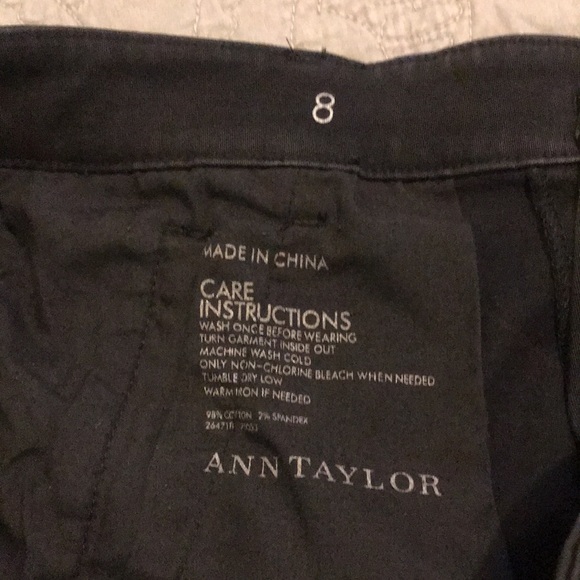 8
MADE IN CHINA
CARE
INSTRUCTIONS
WASH ONCE BEFORE WEARING
TURN GARMENT INSIDE OUT
MACHINE WASH COLD
ONLY NON-CHLORINE BLEACH WHEN NEEDED
TUMBLE DRY LOW
WARM IRON IF NEEDED
98% COTTON 2% SPANDEX
ANN TAYLOR